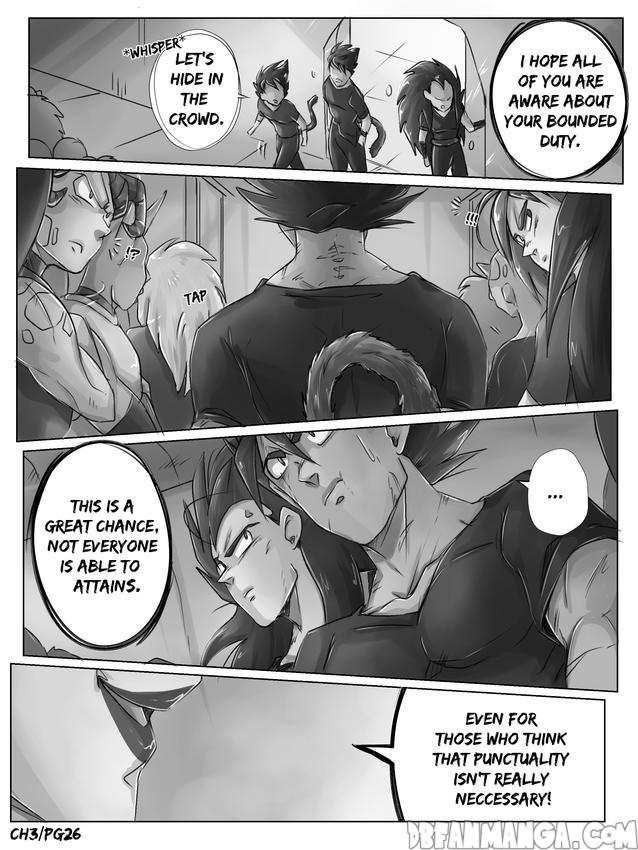 *WHISPER*
LET'S
HIDE IN
THE
CROWD.
I HOPE ALL
OF YOU ARE
AWARE ABOUT
YOUR BOUNDED
DUTY.
!?
TAP
!!!
THIS IS A
GREAT CHANCE,
NOT EVERYONE
IS ABLE TO
ATTAINS.
...
EVEN FOR
THOSE WHO THINK
THAT PUNCTUALITY
ISN'T REALLY
NECCESSARY!
CH3/PG26
DBFANMANGA.COM